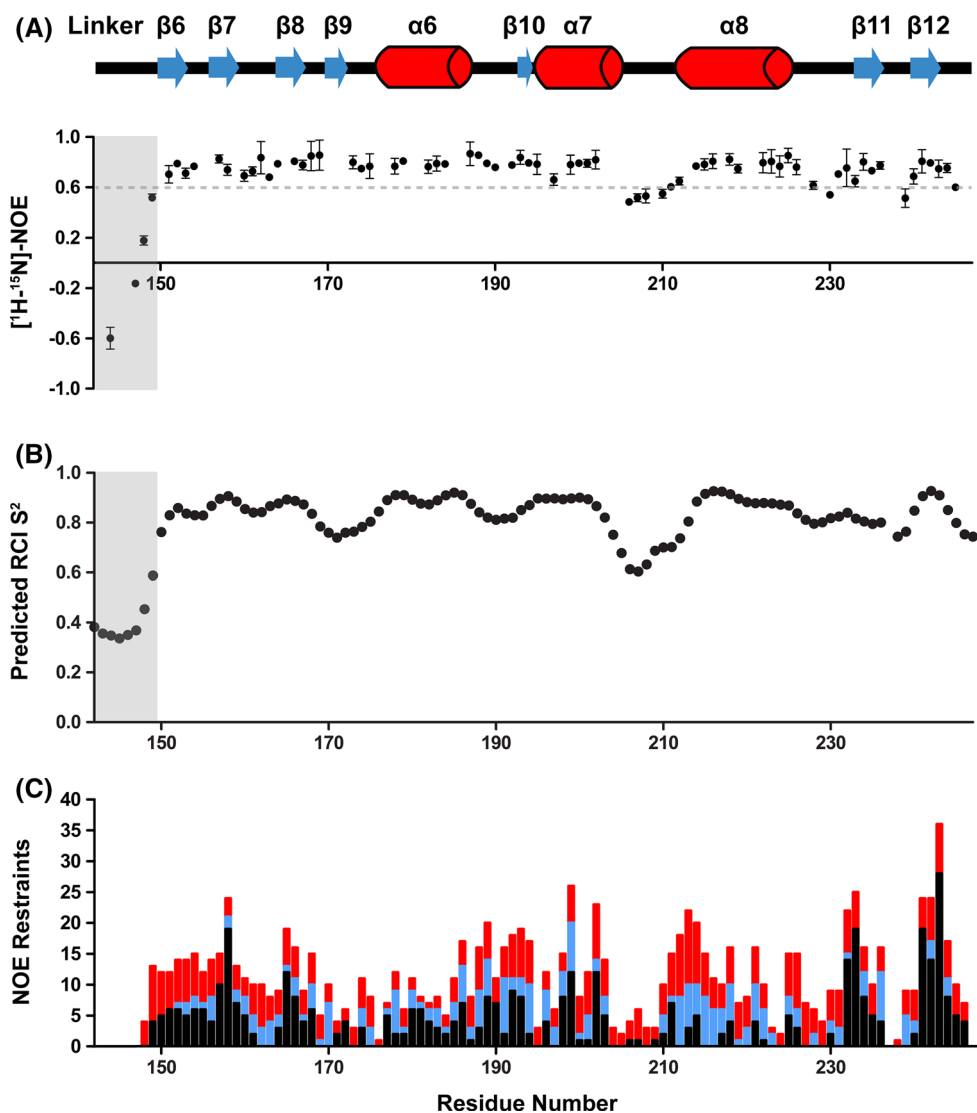 (A) Linker β6 β7 β8 β9 α6 β10 α7 α8 β11 β12
[¹H-¹⁵N]-NOE
1.0
0.6
0.2
-0.2
-0.6
-1.0
150 170 190 210 230
(B)
Predicted RCI S²
1.0
0.8
0.6
0.4
0.2
0.0
150 170 190 210 230
(C)
NOE Restraints
40
35
30
25
20
15
10
5
0
150 170 190 210 230
Residue Number